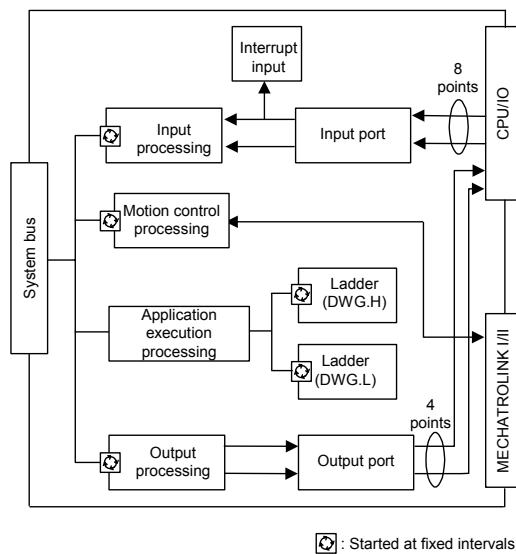 Interrupt
input
8
points
CPU/IO
Input
processing
Input port
System bus
Motion control
processing
Application
execution
processing
Ladder
(DWG.H)
Ladder
(DWG.L)
MECHATROLINK I/II
4
points
Output
processing
Output port
: Started at fixed intervals